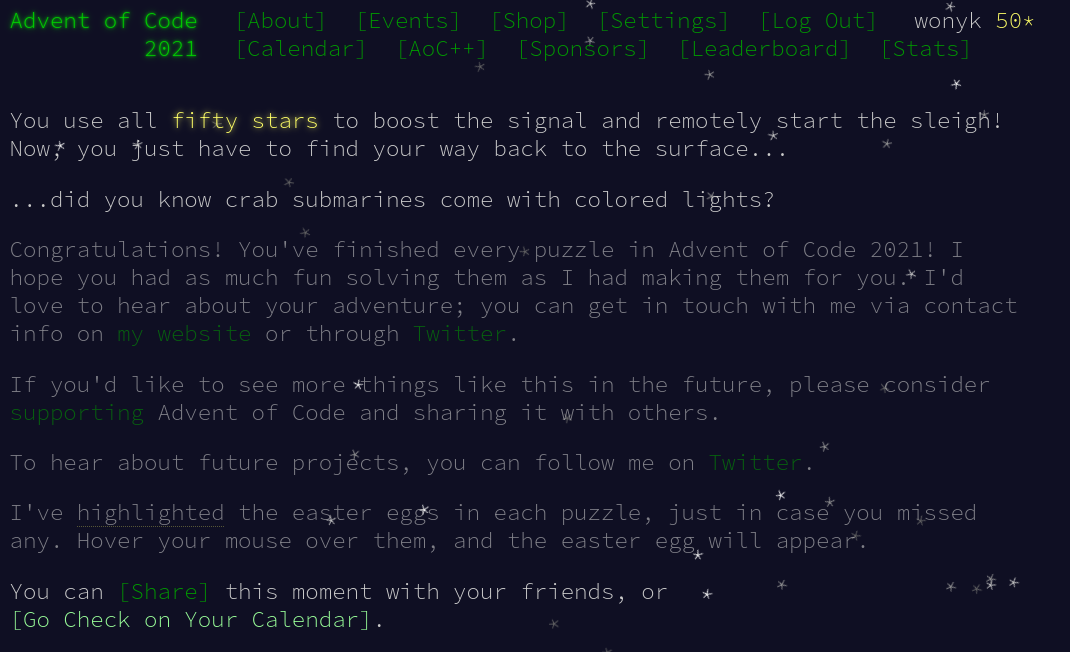 Advent of Code [About] [Events] [Shop] [Settings] [Log Out] wonyk 50*
2021 [Calendar] [AoC++] [Sponsors] [Leaderboard] [Stats]
You use all fifty stars to boost the signal and remotely start the sleigh!
Now, you just have to find your way back to the surface...
...did you know crab submarines come with colored lights?
Congratulations! You've finished every puzzle in Advent of Code 2021! I
hope you had as much fun solving them as I had making them for you. I'd
love to hear about your adventure; you can get in touch with me via contact
info on my website or through Twitter.
If you'd like to see more things like this in the future, please consider
supporting Advent of Code and sharing it with others.
To hear about future projects, you can follow me on Twitter.
I've highlighted the easter eggs in each puzzle, just in case you missed
any. Hover your mouse over them, and the easter egg will appear.
You can [Share] this moment with your friends, or
[Go Check on Your Calendar].